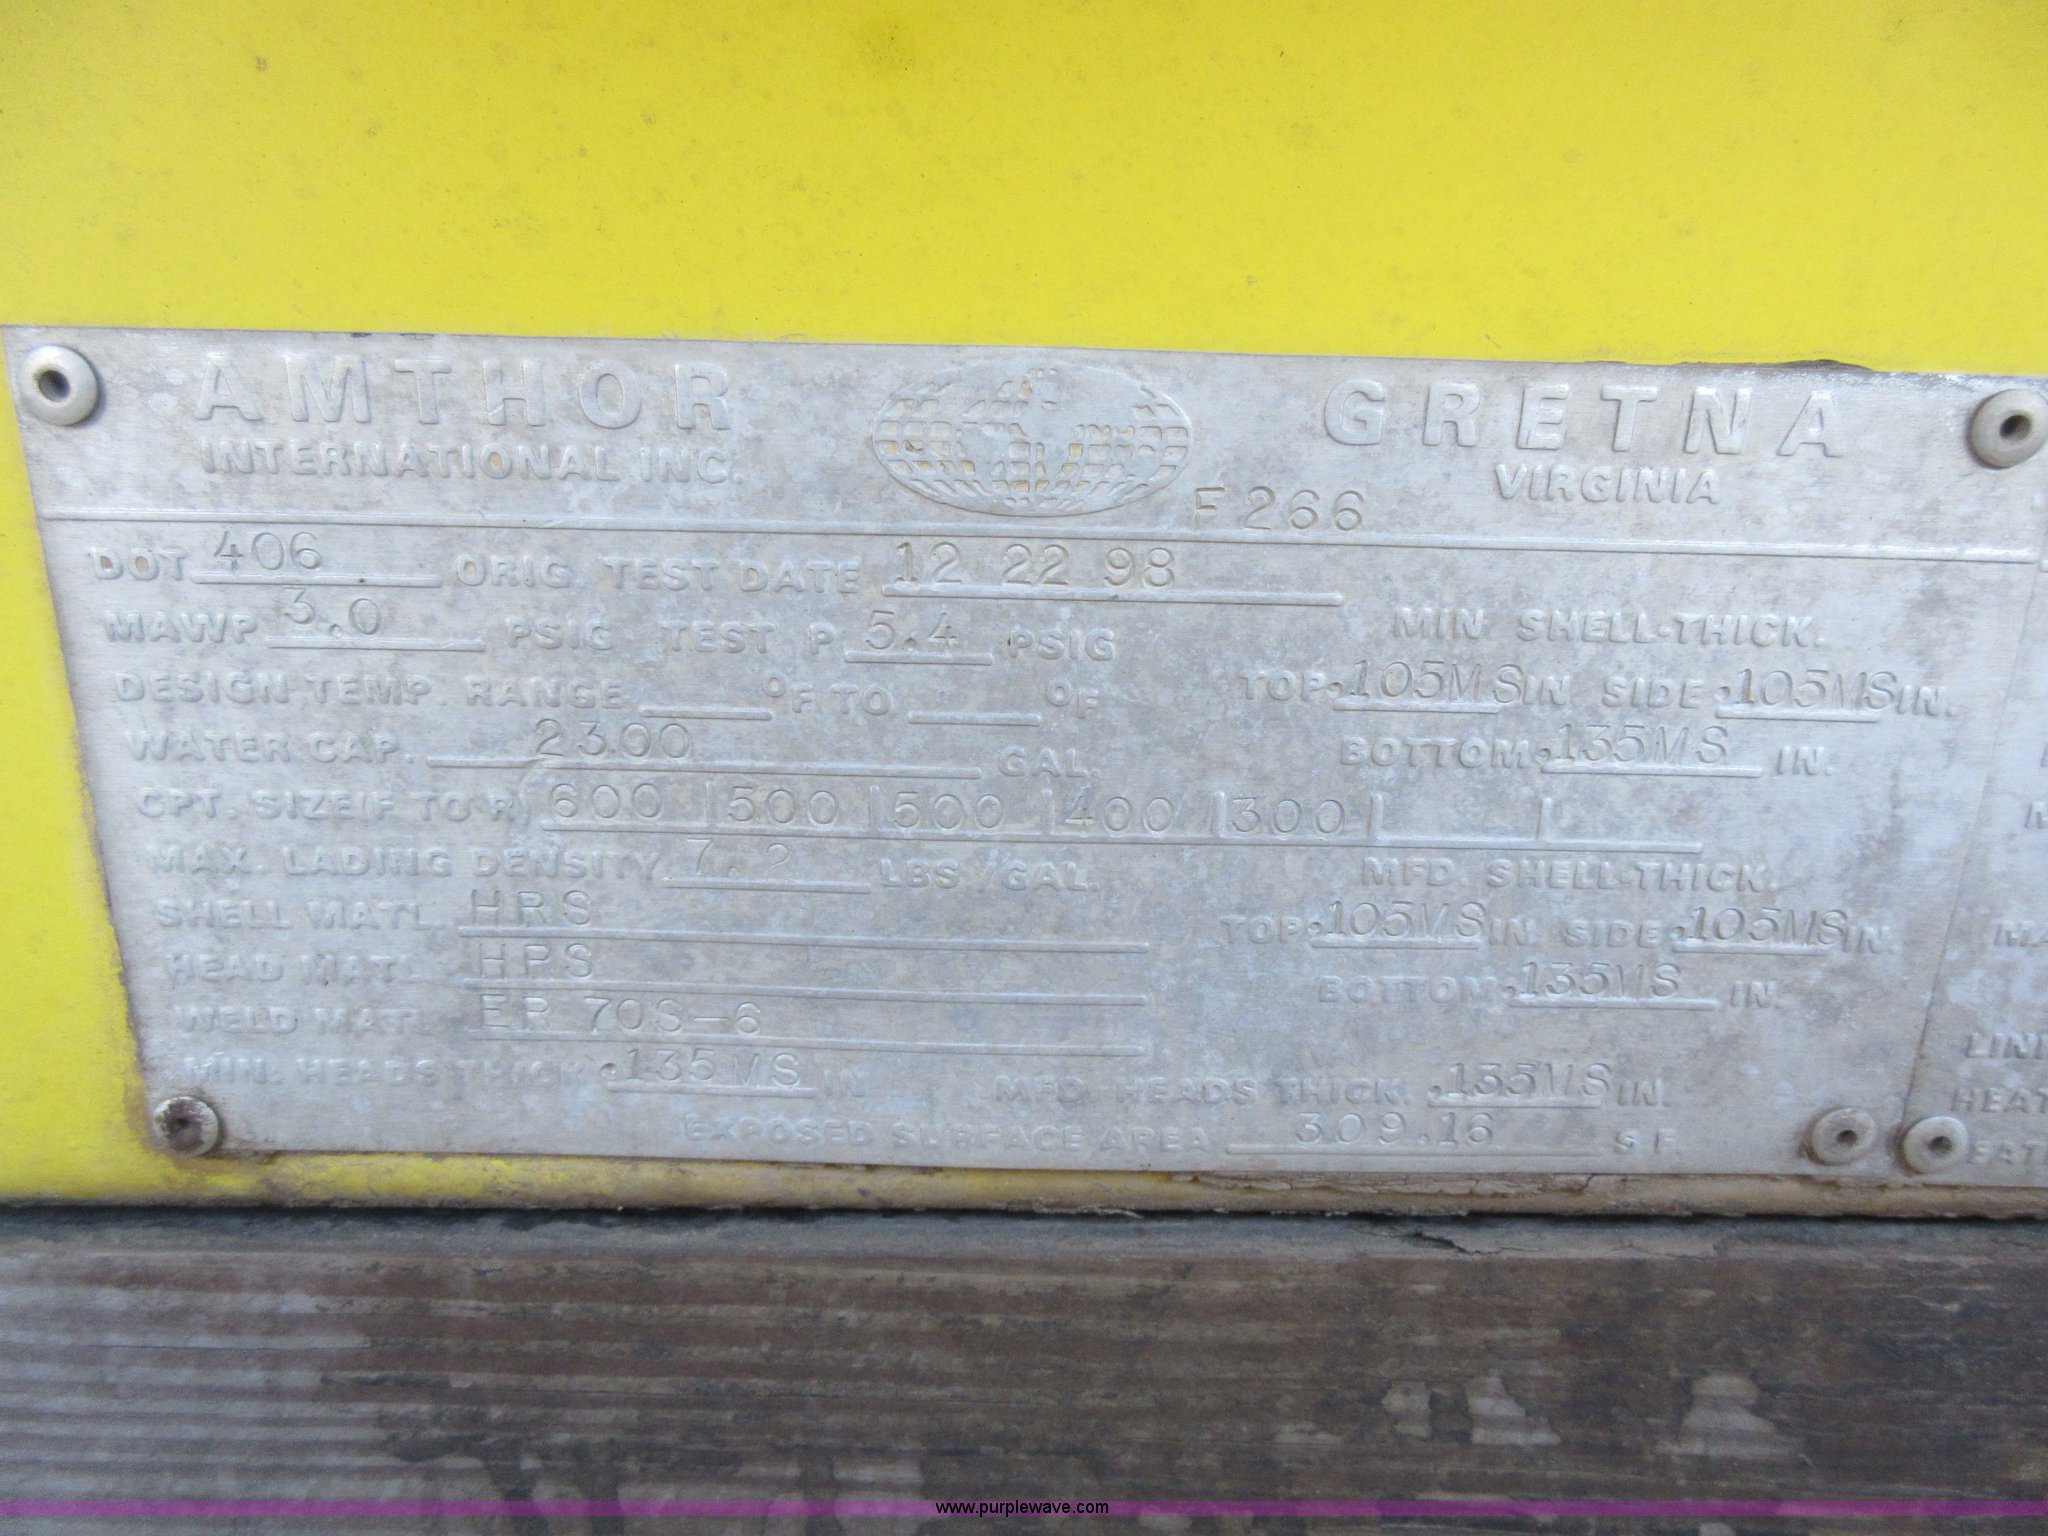 AMTHOR
INTERNATIONAL INC.
GRETNA
VIRGINIA
F 266
DOT 406 ORIG. TEST DATE 12 22 98
MAWP 3.0 PSIG TEST P 5.4 PSIG
MIN SHELL-THICK.
DESIGN TEMP. RANGE °F TO °F
TOP .105MS IN. SIDE .105MS IN.
WATER CAP. 2300 GAL.
BOTTOM .135MS IN.
CPT. SIZE (F TO R) 600 500 500 400 300
MAX. LADING DENSITY 7.2 LBS/GAL.
MFD. SHELL-THICK.
SHELL MATL. HRS
TOP .105MS IN. SIDE .105MS IN.
HEAD MATL. HRS
BOTTOM .135MS IN.
WELD MATL. ER 70S-6
MIN. HEADS THICK. .135MS IN
MFD. HEADS THICK. .135MS IN.
EXPOSED SURFACE AREA 309.16 S.F.
LINI
HEAT
www.purplewave.com